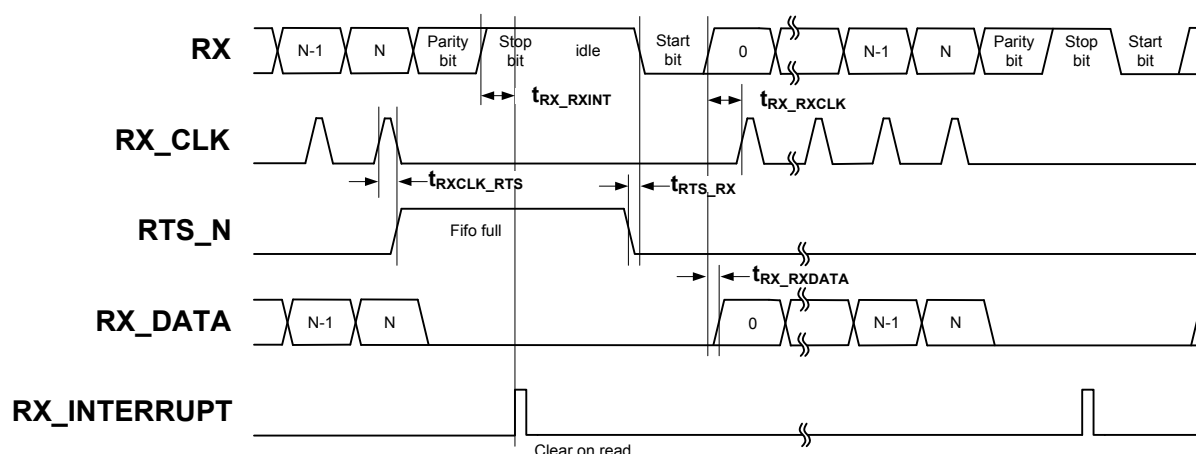 RX
N-1
N
Parity
bit
Stop
bit
idle
Start
bit
0
N-1
N
Parity
bit
Stop
bit
Start
bit
tRX_RXINT
tRX_RXCLK
RX_CLK
tRXCLK_RTS
tRTS_RX
RTS_N
Fifo full
tRX_RXDATA
RX_DATA
N-1
N
0
N-1
N
RX_INTERRUPT
Clear on read